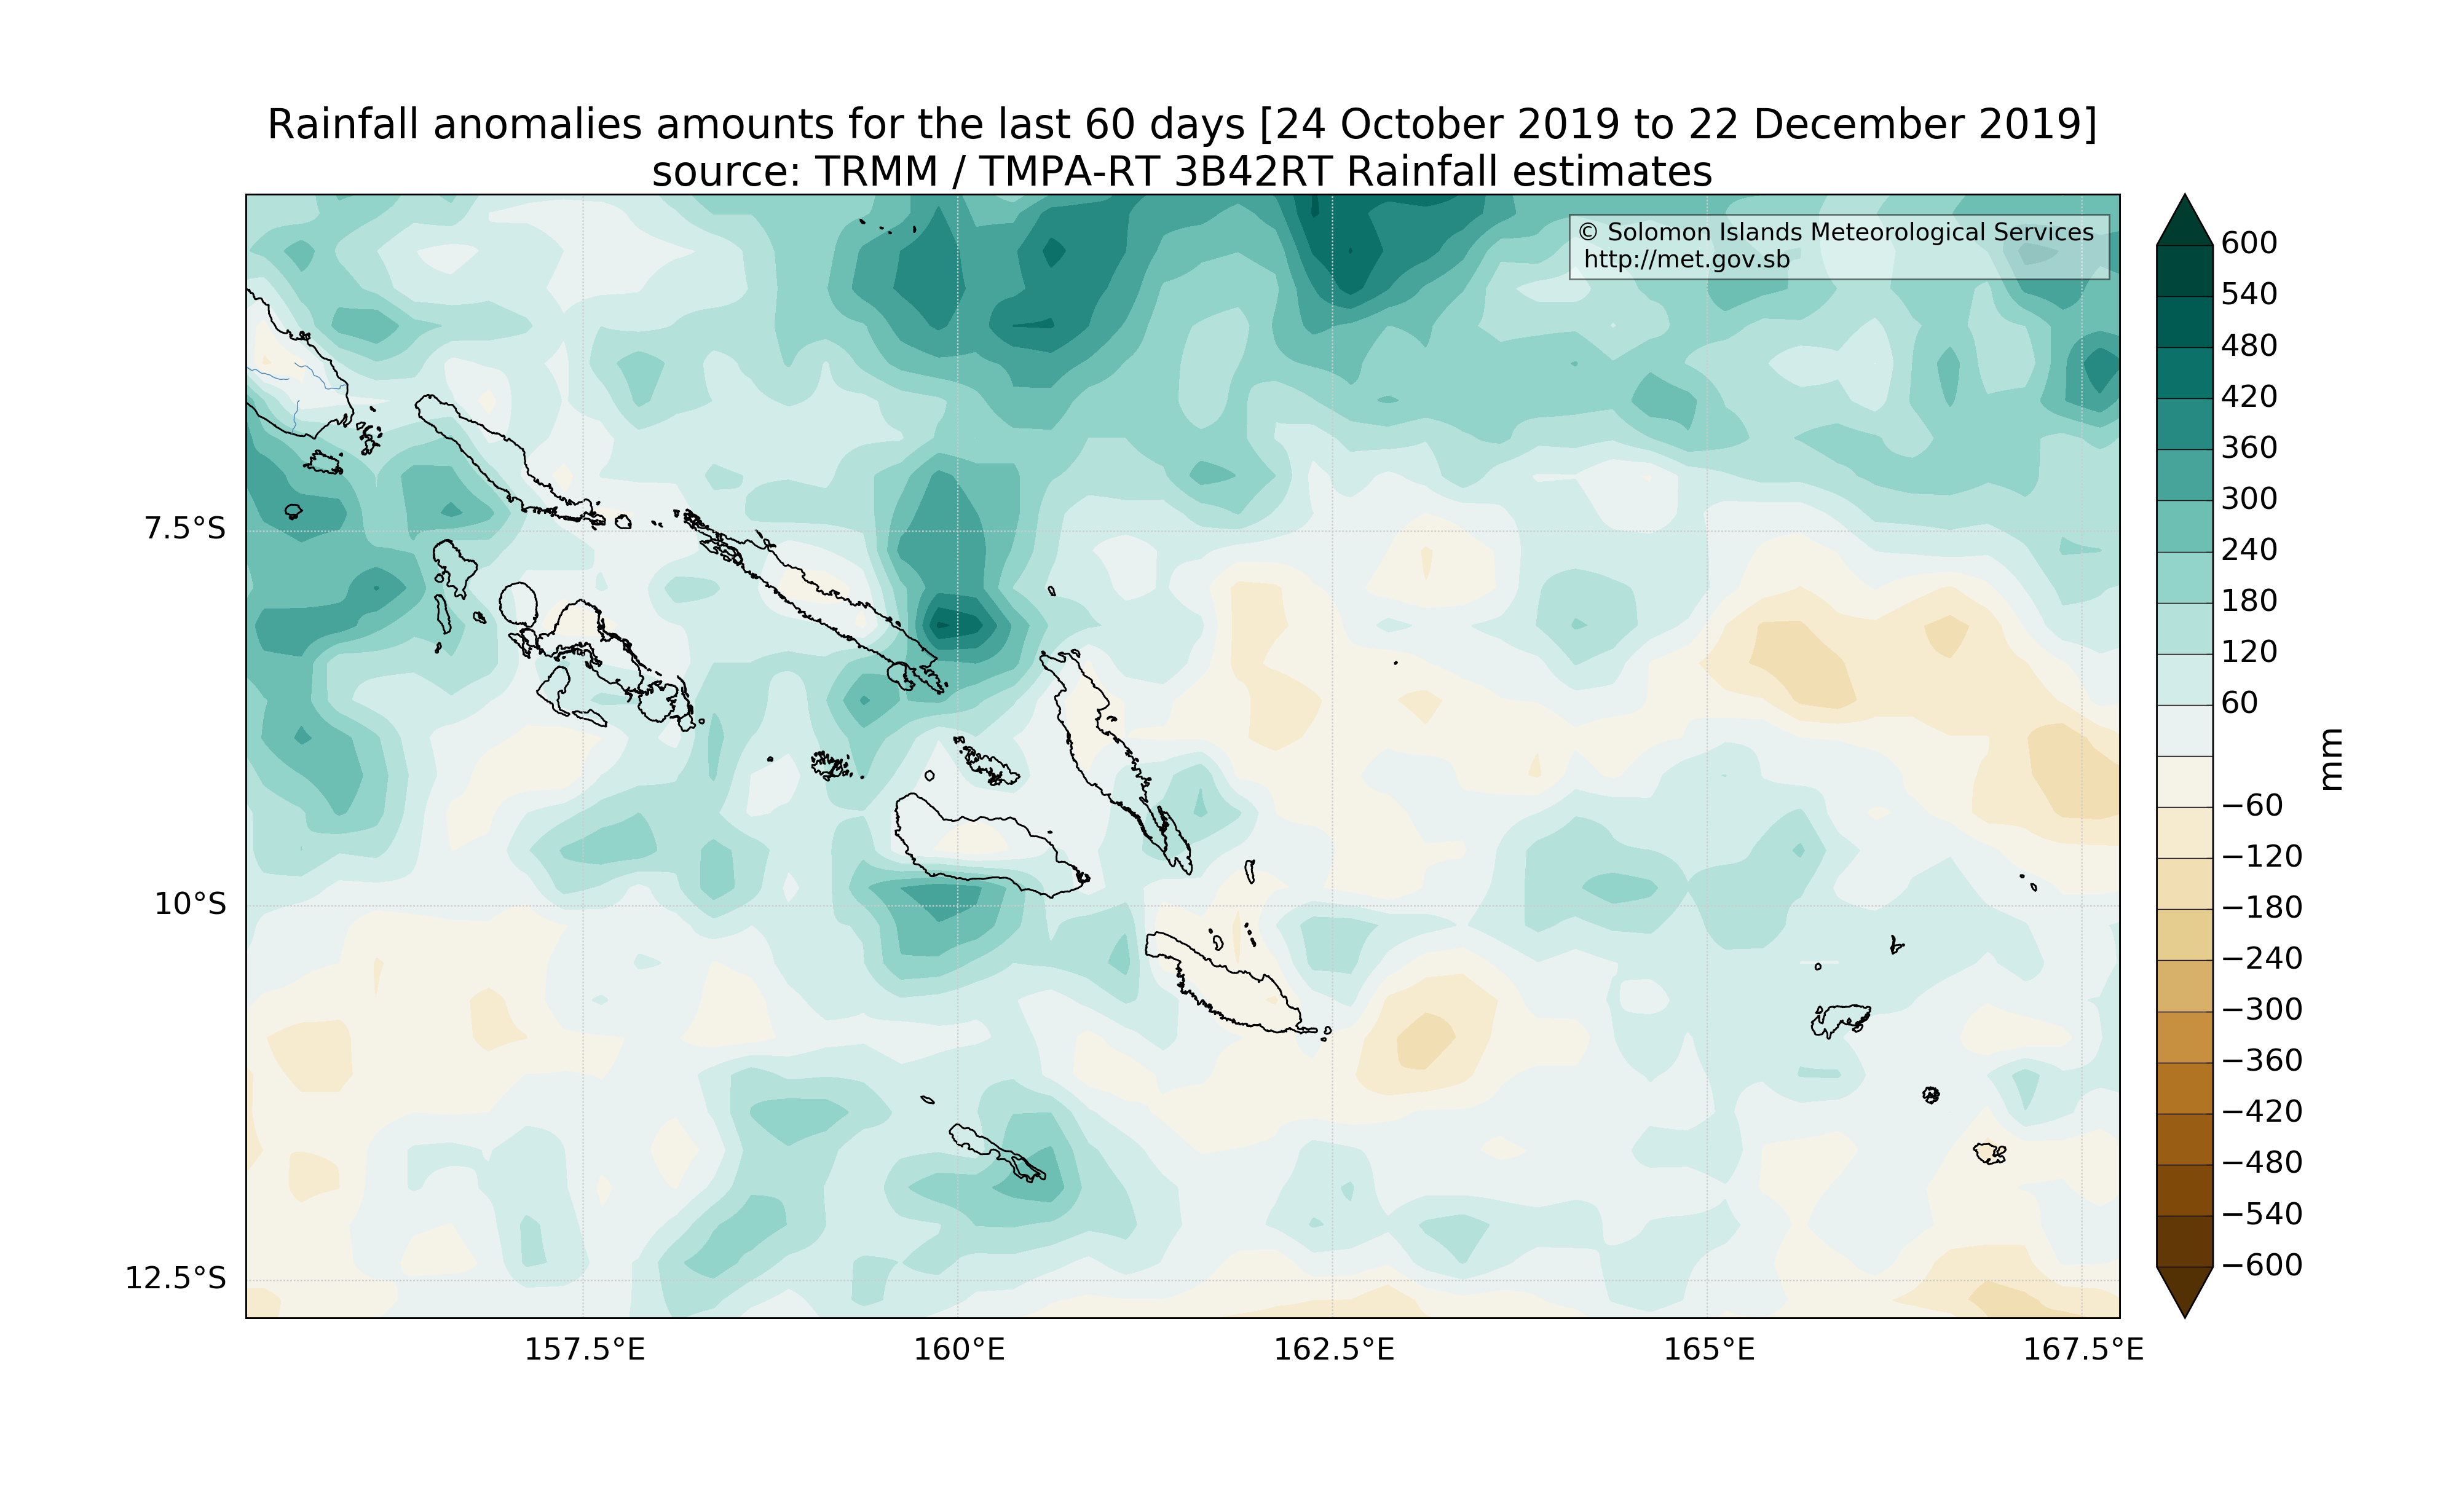 Rainfall anomalies amounts for the last 60 days [24 October 2019 to 22 December 2019]
source: TRMM / TMPA-RT 3B42RT Rainfall estimates
© Solomon Islands Meteorological Services
http://met.gov.sb
7.5°S
10°S
12.5°S
157.5°E
160°E
162.5°E
165°E
167.5°E
600
540
480
420
360
300
240
180
120
60
−60
−120
−180
−240
−300
−360
−420
−480
−540
−600
mm